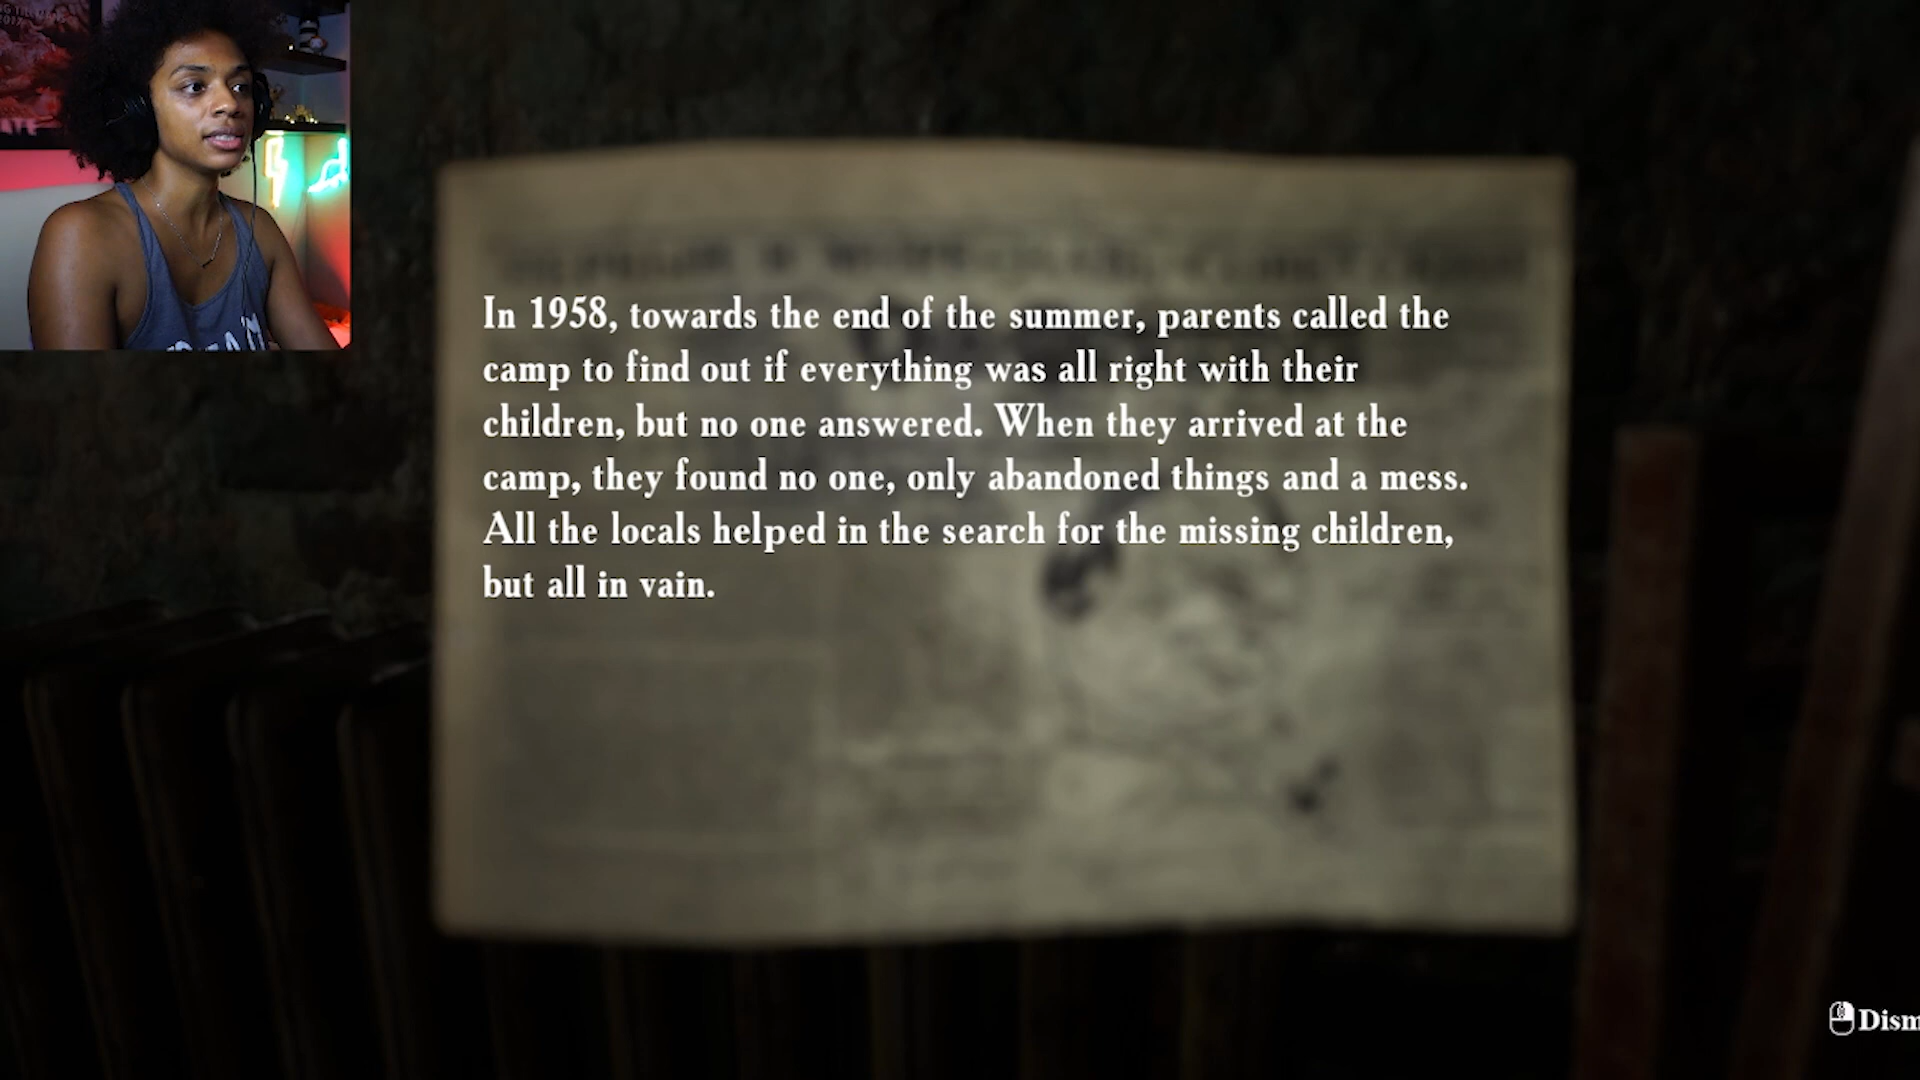 In 1958, towards the end of the summer, parents called the
camp to find out if everything was all right with their
children, but no one answered. When they arrived at the
camp, they found no one, only abandoned things and a mess.
All the locals helped in the search for the missing children,
but all in vain.